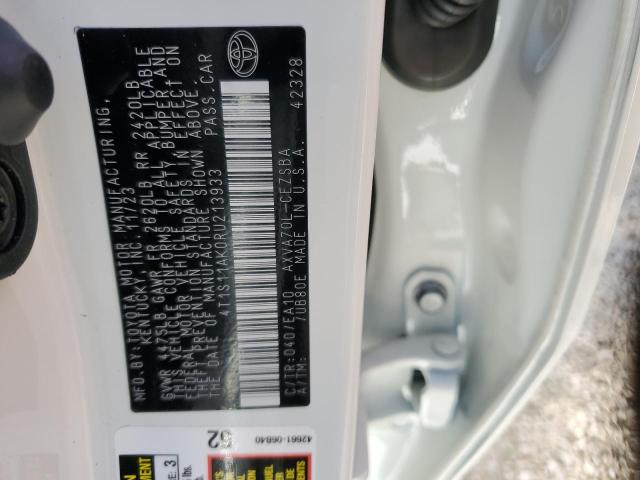 MFD.BY:TOYOTA MOTOR MANUFACTURING,
KENTUCKY, INC. 11/23
GVWR 4475LB GAWR FR 2620LB RR 2420LB
THIS VEHICLE CONFORMS TO ALL APPLICABLE
FEDERAL MOTOR VEHICLE SAFETY, BUMPER AND
THEFT PREVENTION STANDARDS IN EFFECT ON
THE DATE OF MANUFACTURE SHOWN ABOVE.
4T1S11AK0RU213933 PASS.CAR
C/TR:040/EA10 AXVA70L-CEZSBA
A/TM: 7UB80E MADE IN U.S.A. 42328
42661-06B40
3
lbs.